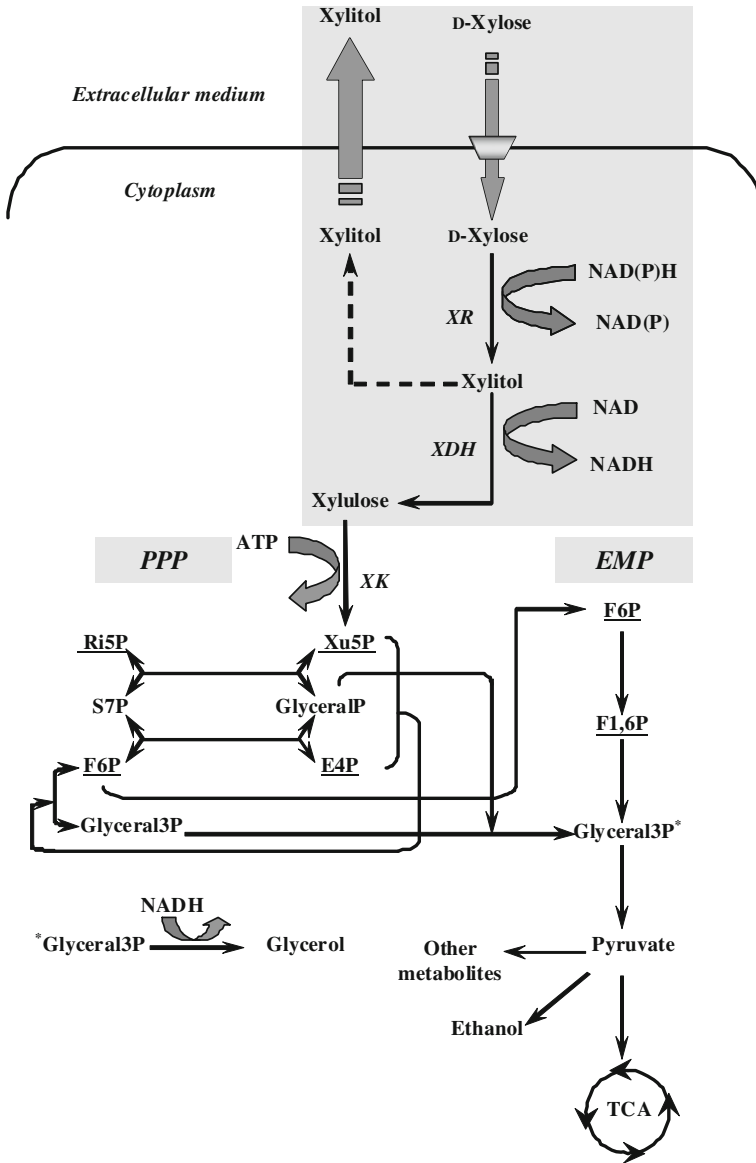 Xylitol
D-Xylose
Extracellular medium
Cytoplasm
Xylitol
D-Xylose
NAD(P)H
XR
NAD(P)
Xylitol
NAD
XDH
NADH
Xylulose
ATP
PPP
EMP
XK
F6P
Ri5P
Xu5P
S7P
GlyceralP
F1,6P
F6P
E4P
Glyceral3P
Glyceral3P*
NADH
*Glyceral3P
Glycerol
Other
metabolites
Pyruvate
Ethanol
TCA